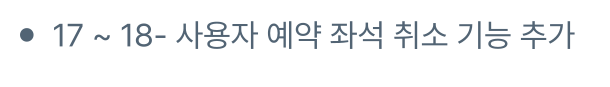 • 17 ~ 18- 사용자 예약 좌석 취소 기능 추가